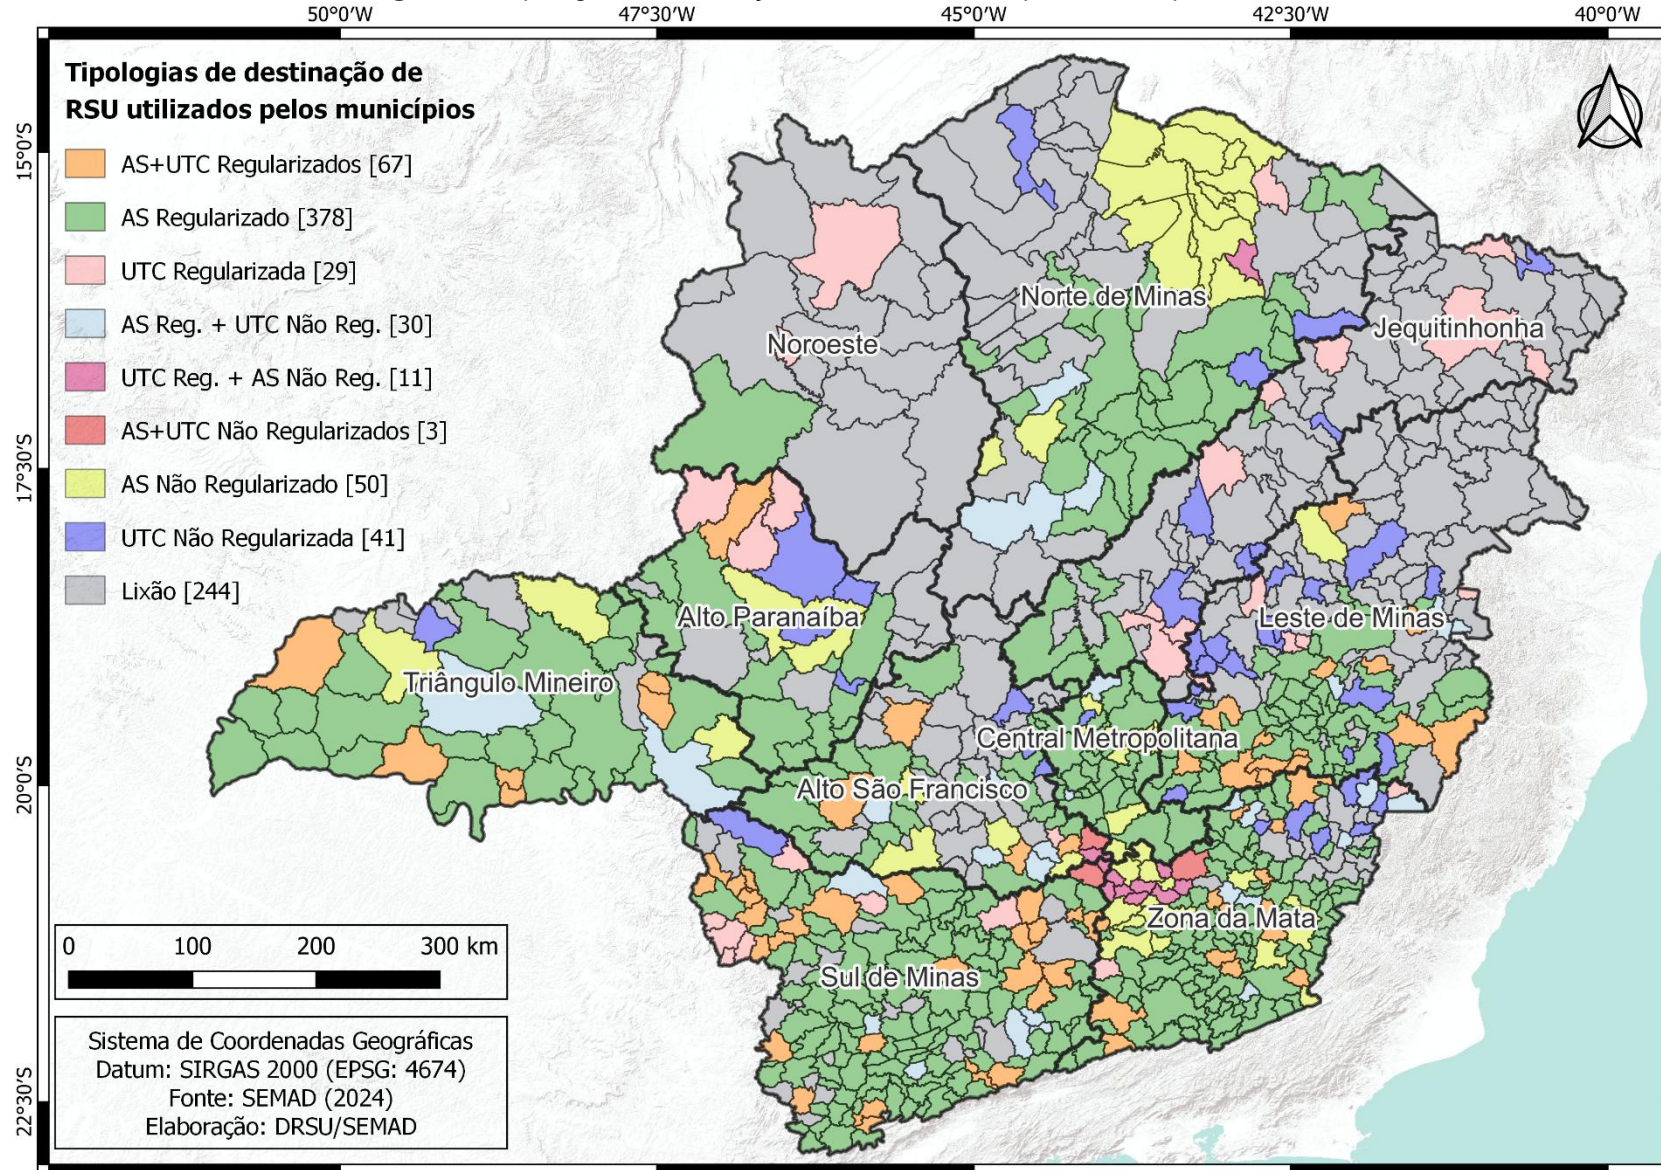 50°0'W 47°30'W 45°0'W 42°30'W 40°0'W
Tipologias de destinação de
RSU utilizados pelos municípios
AS+UTC Regularizados [67]
AS Regularizado [378]
UTC Regularizada [29]
AS Reg. + UTC Não Reg. [30]
UTC Reg. + AS Não Reg. [11]
AS+UTC Não Regularizados [3]
AS Não Regularizado [50]
UTC Não Regularizada [41]
Lixão [244]
15°0'S
17°30'S
20°0'S
22°30'S
Norte de Minas
Jequitinhonha
Noroeste
Alto Paranaíba
Leste de Minas
Triângulo Mineiro
Central Metropolitana
Alto São Francisco
Zona da Mata
Sul de Minas
0 100 200 300 km
Sistema de Coordenadas Geográficas
Datum: SIRGAS 2000 (EPSG: 4674)
Fonte: SEMAD (2024)
Elaboração: DRSU/SEMAD